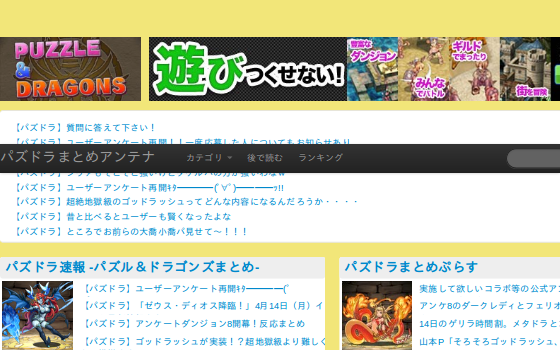 PUZZLE
&
DRAGONS
遊びつくせない!
豊富な
ダンジョン
ギルド
でまったり
みんな
でバトル
街を冒険
【パズドラ】質問に答えて下さい！
【パズドラ】ユーザーアンケート再開！！一度応募した人についてもお知らせあり
パズドラまとめアンテナ
カテゴリ
後で読む
ランキング
【パズドラ】ユーザーアンケート再開ｷﾀ━━━━(ﾟ∀ﾟ)━━━━ｯ!!
【パズドラ】超絶地獄級のゴッドラッシュってどんな内容になるんだろうか・・・・
【パズドラ】昔と比べるとユーザーも賢くなったよな
【パズドラ】ところでお前らの大喬小喬パ見せて～！！！
パズドラ速報 -パズル＆ドラゴンズまとめ-
【パズドラ】ユーザーアンケート再開ｷﾀ━━━━(ﾟ
【パズドラ】「ゼウス・ディオス降臨！」4月14日（月）イ
【パズドラ】アンケートダンジョン8開幕！反応まとめ
【パズドラ】ゴッドラッシュが実装！？超地獄級より難しく
パズドラまとめぷらす
実施して欲しいコラボ等の公式ア
アンケ8のダークレディとフェリオ
14日のゲリラ時間割。メタドラと
山本P「そろそろゴッドラッシュ、